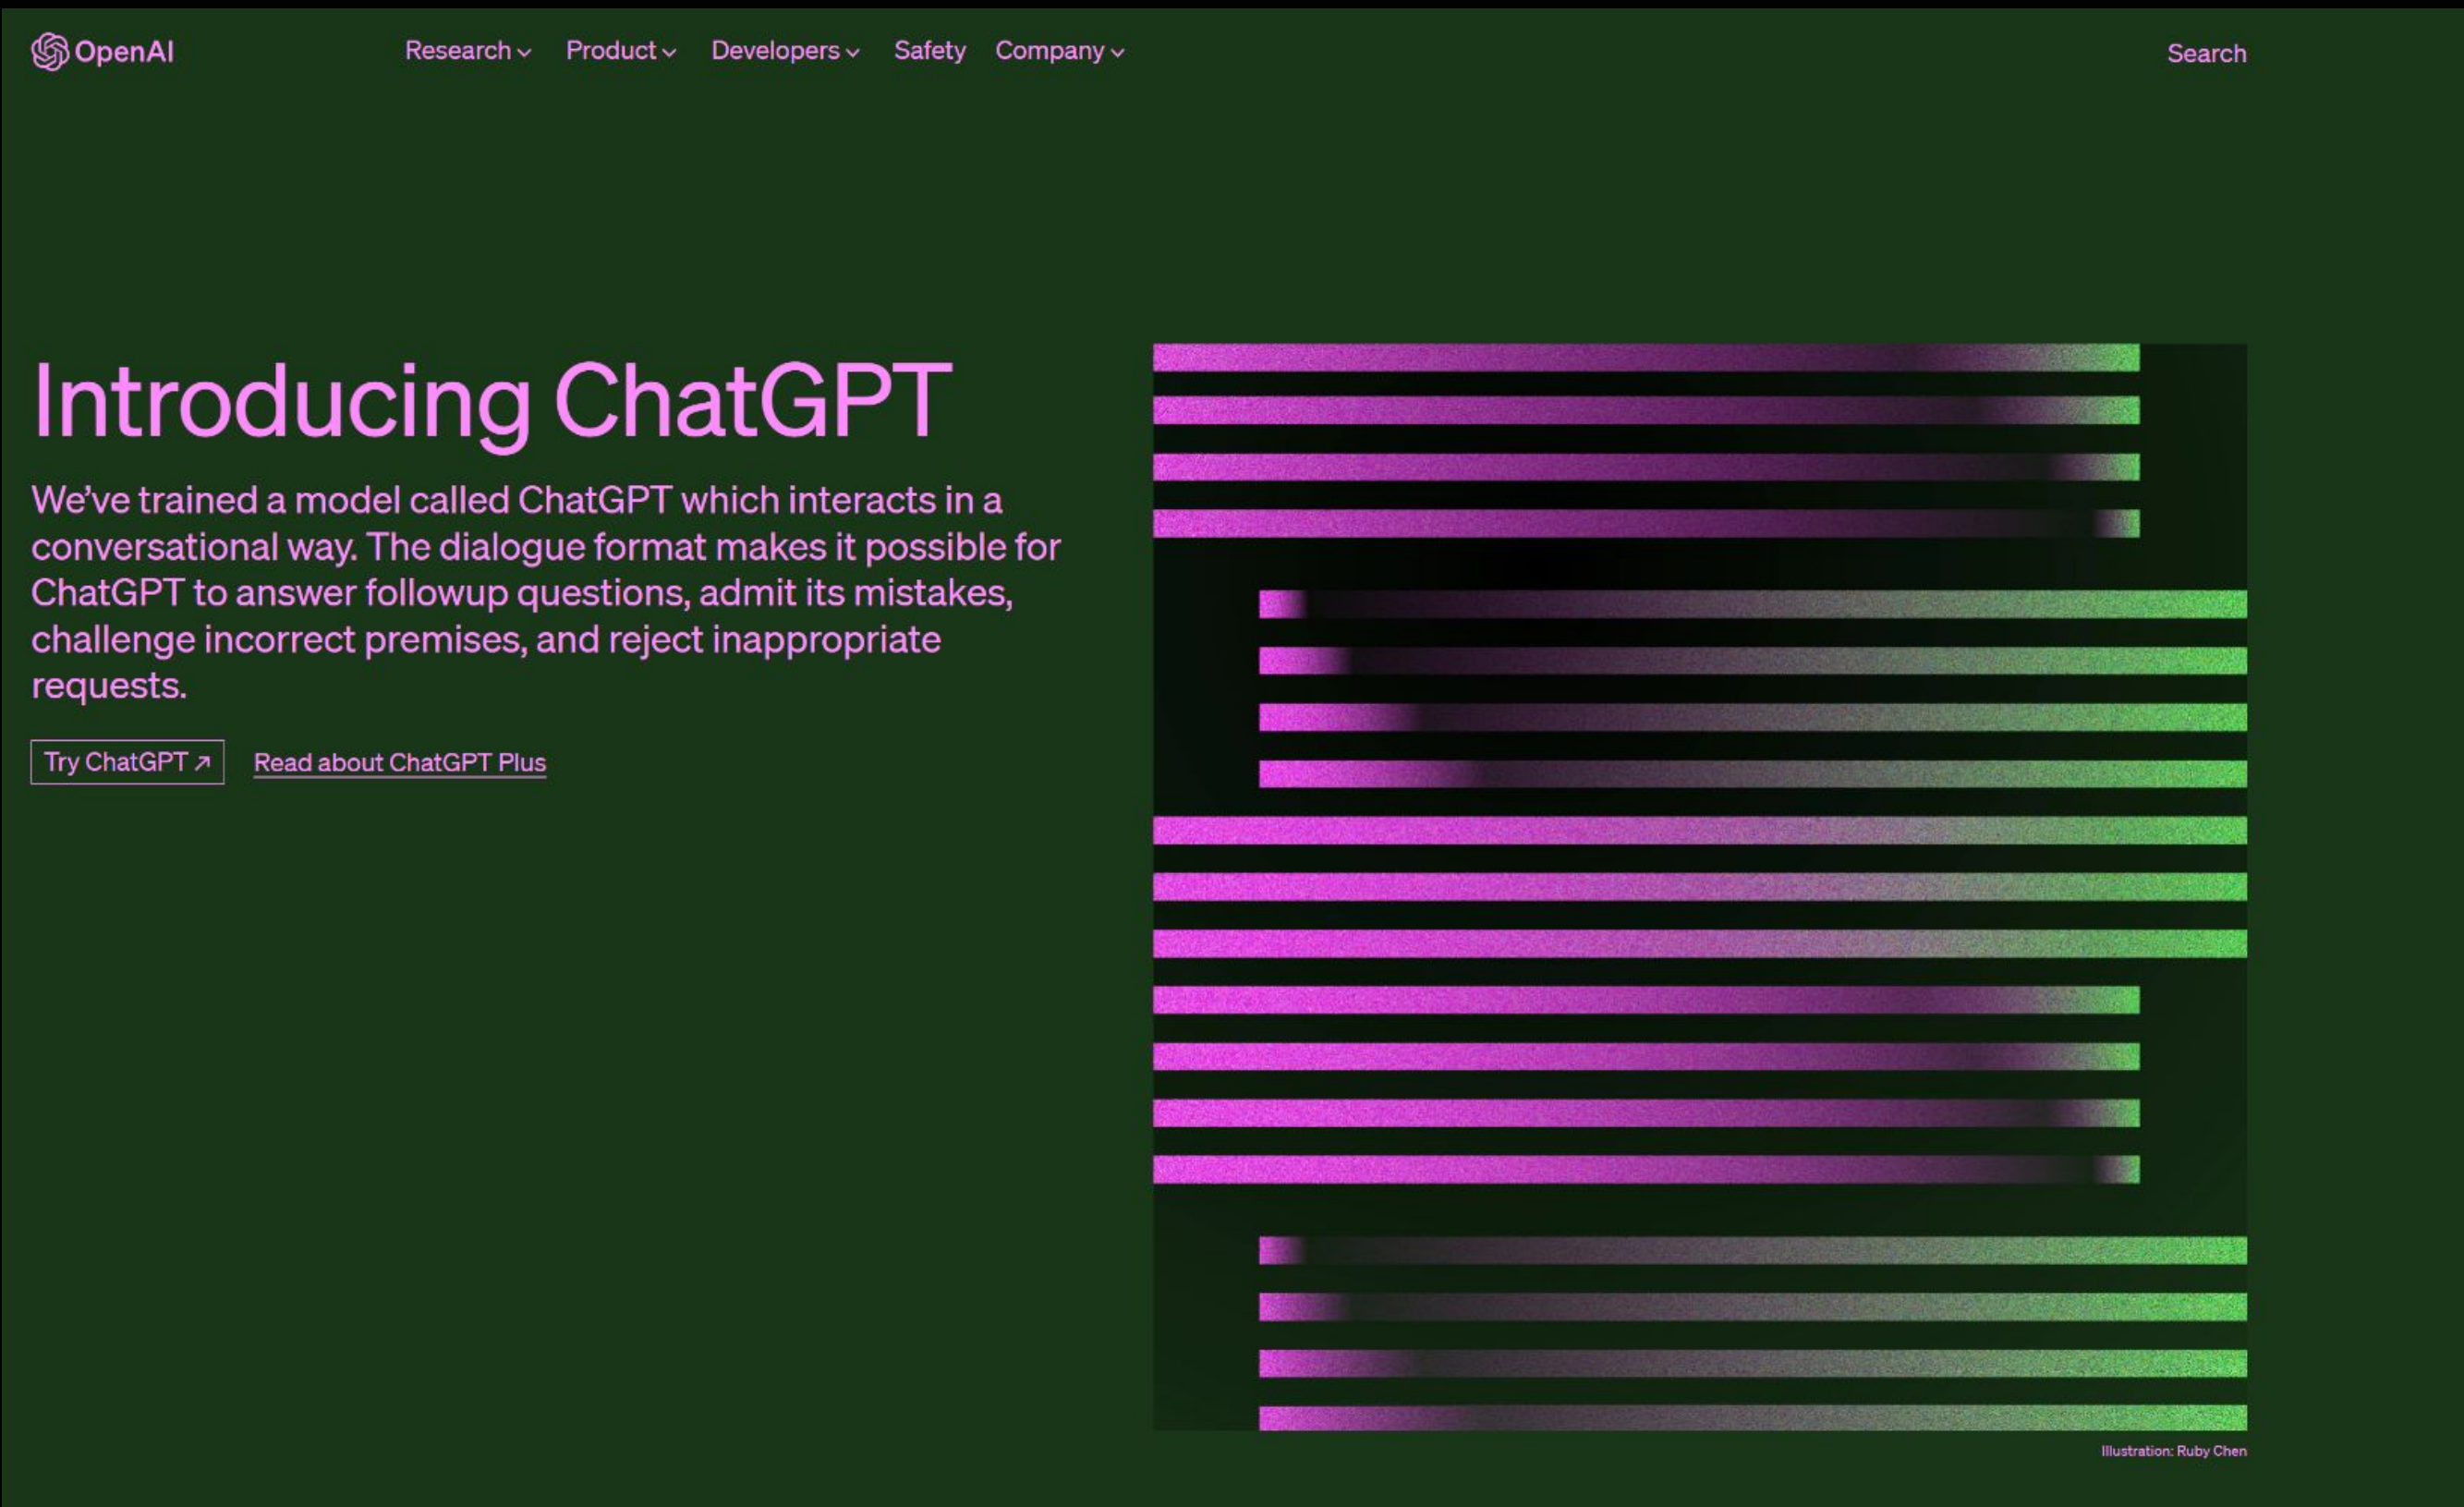 OpenAI
Research Product Developers Safety Company
Search
Introducing ChatGPT
We’ve trained a model called ChatGPT which interacts in a
conversational way. The dialogue format makes it possible for
ChatGPT to answer followup questions, admit its mistakes,
challenge incorrect premises, and reject inappropriate
requests.
Try ChatGPT ↗ Read about ChatGPT Plus
Illustration: Ruby Chen